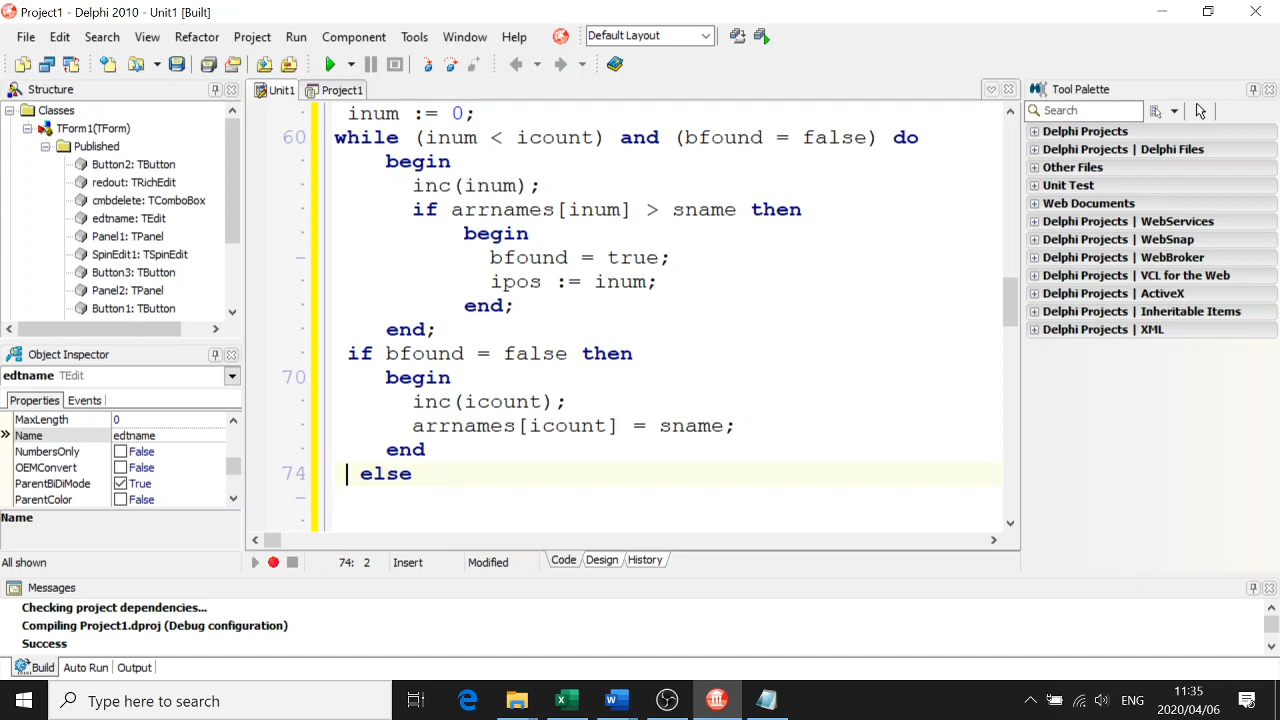 Project1 - Delphi 2010 - Unit1 [Built]
File Edit Search View Refactor Project Run Component Tools Window Help Default Layout
Structure
Classes
TForm1(TForm)
Published
Button2: TButton
redout: TRichEdit
cmbdelete: TComboBox
edtname: TEdit
Panel1: TPanel
SpinEdit1: TSpinEdit
Button3: TButton
Panel2: TPanel
Button1: TButton
Object Inspector
edtname TEdit
Properties Events
MaxLength 0
Name edtname
NumbersOnly False
OEMConvert False
ParentBiDiMode True
ParentColor False
Name
All shown
Unit1 Project1
inum := 0;
60 while (inum < icount) and (bfound = false) do
begin
inc(inum);
if arrnames[inum] > sname then
begin
bfound = true;
ipos := inum;
end;
end;
if bfound = false then
70 begin
inc(icount);
arrnames[icount] = sname;
end
74 else
74: 2 Insert Modified Code Design History
Tool Palette
Search
Delphi Projects
Delphi Projects | Delphi Files
Other Files
Unit Test
Web Documents
Delphi Projects | WebServices
Delphi Projects | WebSnap
Delphi Projects | WebBroker
Delphi Projects | VCL for the Web
Delphi Projects | ActiveX
Delphi Projects | Inheritable Items
Delphi Projects | XML
Messages
Checking project dependencies...
Compiling Project1.dproj (Debug configuration)
Success
Build Auto Run Output
Type here to search
ENG
11:35
2020/04/06